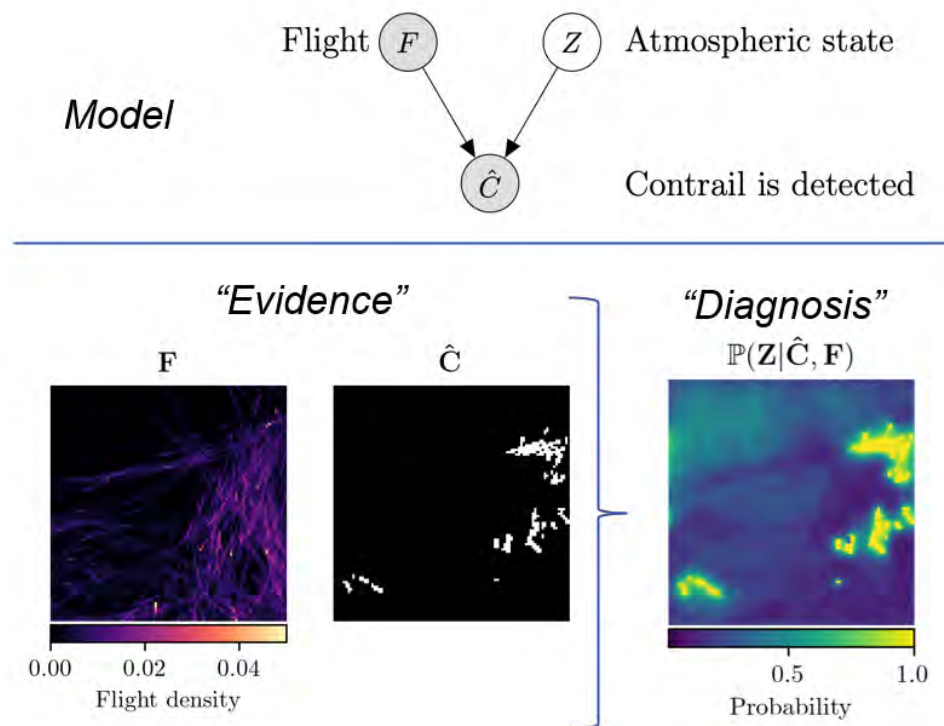 Flight F Z Atmospheric state
Model
Ĉ Contrail is detected
“Evidence” “Diagnosis”
F Ĉ ℙ(Z|Ĉ, F)
0.00 0.02 0.04
Flight density
0.5 1.0
Probability